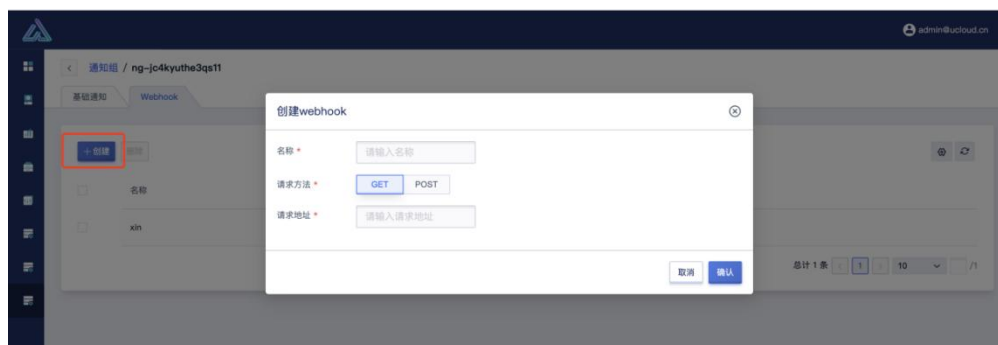 admin@ucloud.cn
通知组 / ng-jc4kyuthe3qs11
基础通知
Webhook
创建webhook
+ 创建
删除
名称 *
请输入名称
请求方法 *
GET
POST
请求地址 *
请输入请求地址
名称
xin
取消
确认
总计 1 条
1
10
/1